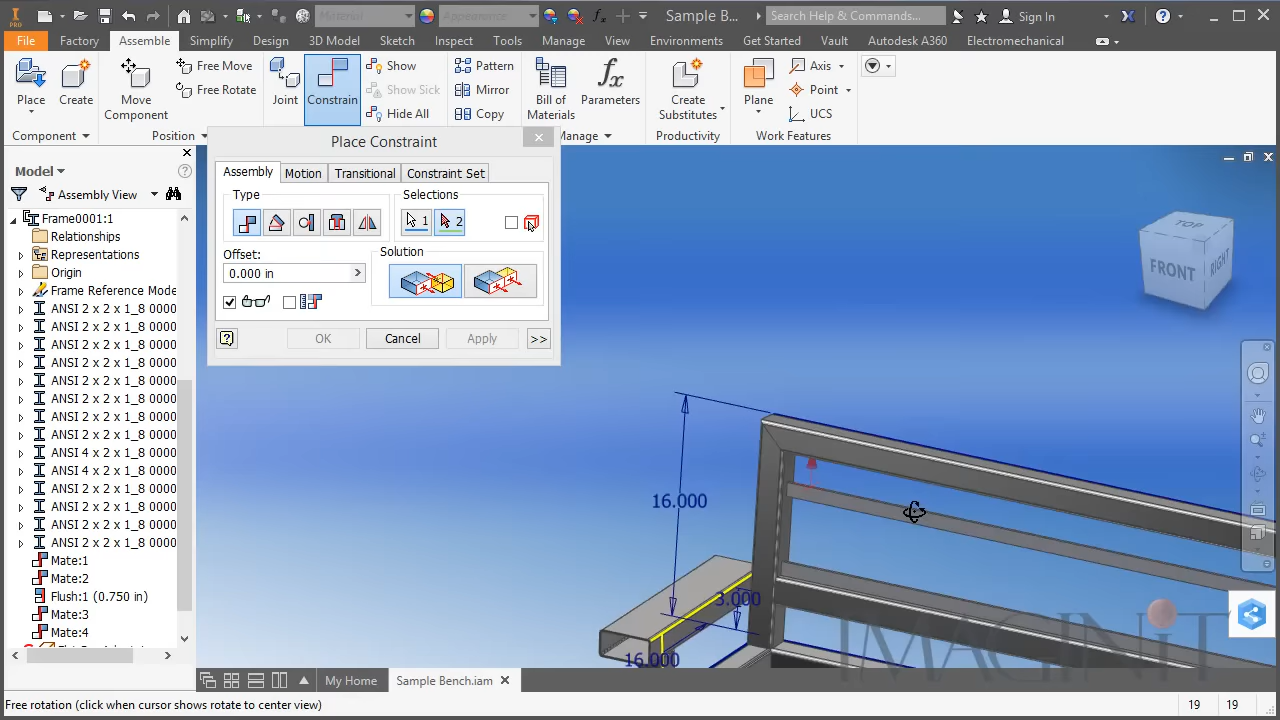 PRO
Material
Appearance
Sample B...
Search Help & Commands...
Sign In
File Factory Assemble Simplify Design 3D Model Sketch Inspect Tools Manage View Environments Get Started Vault Autodesk A360 Electromechanical
Place
Create
Move
Component
Free Move
Free Rotate
Joint
Constrain
Show
Show Sick
Hide All
Pattern
Mirror
Copy
Bill of
Materials
Parameters
Create
Substitutes
Plane
Axis
Point
UCS
Component Position Manage Productivity Work Features
Place Constraint
Assembly Motion Transitional Constraint Set
Type
Selections
1 2
Offset:
0.000 in
Solution
OK Cancel Apply >>
Model
Assembly View
Frame0001:1
Relationships
Representations
Origin
Frame Reference Mode
ANSI 2 x 2 x 1_8 0000
ANSI 2 x 2 x 1_8 0000
ANSI 2 x 2 x 1_8 0000
ANSI 2 x 2 x 1_8 0000
ANSI 2 x 2 x 1_8 0000
ANSI 2 x 2 x 1_8 0000
ANSI 2 x 2 x 1_8 0000
ANSI 2 x 2 x 1_8 0000
ANSI 4 x 2 x 1_8 0000
ANSI 4 x 2 x 1_8 0000
ANSI 2 x 2 x 1_8 0000
ANSI 2 x 2 x 1_8 0000
ANSI 2 x 2 x 1_8 0000
ANSI 2 x 2 x 1_8 0000
Mate:1
Mate:2
Flush:1 (0.750 in)
Mate:3
Mate:4
TOP
FRONT
RIGHT
16.000
3.000
16.000
IMAGINiT
My Home Sample Bench.iam
Free rotation (click when cursor shows rotate to center view)
19 19